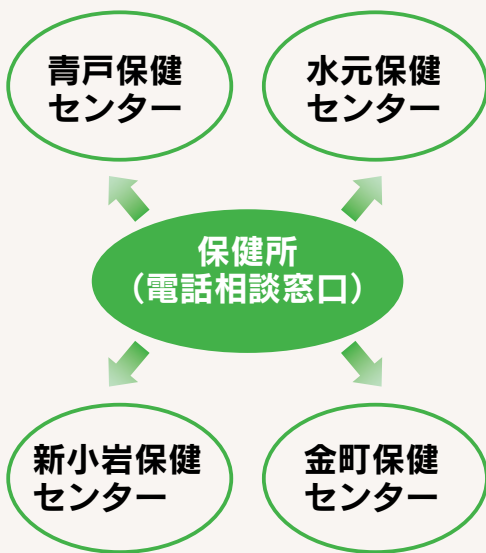 青戸保健
センター
水元保健
センター
保健所
（電話相談窓口）
新小岩保健
センター
金町保健
センター